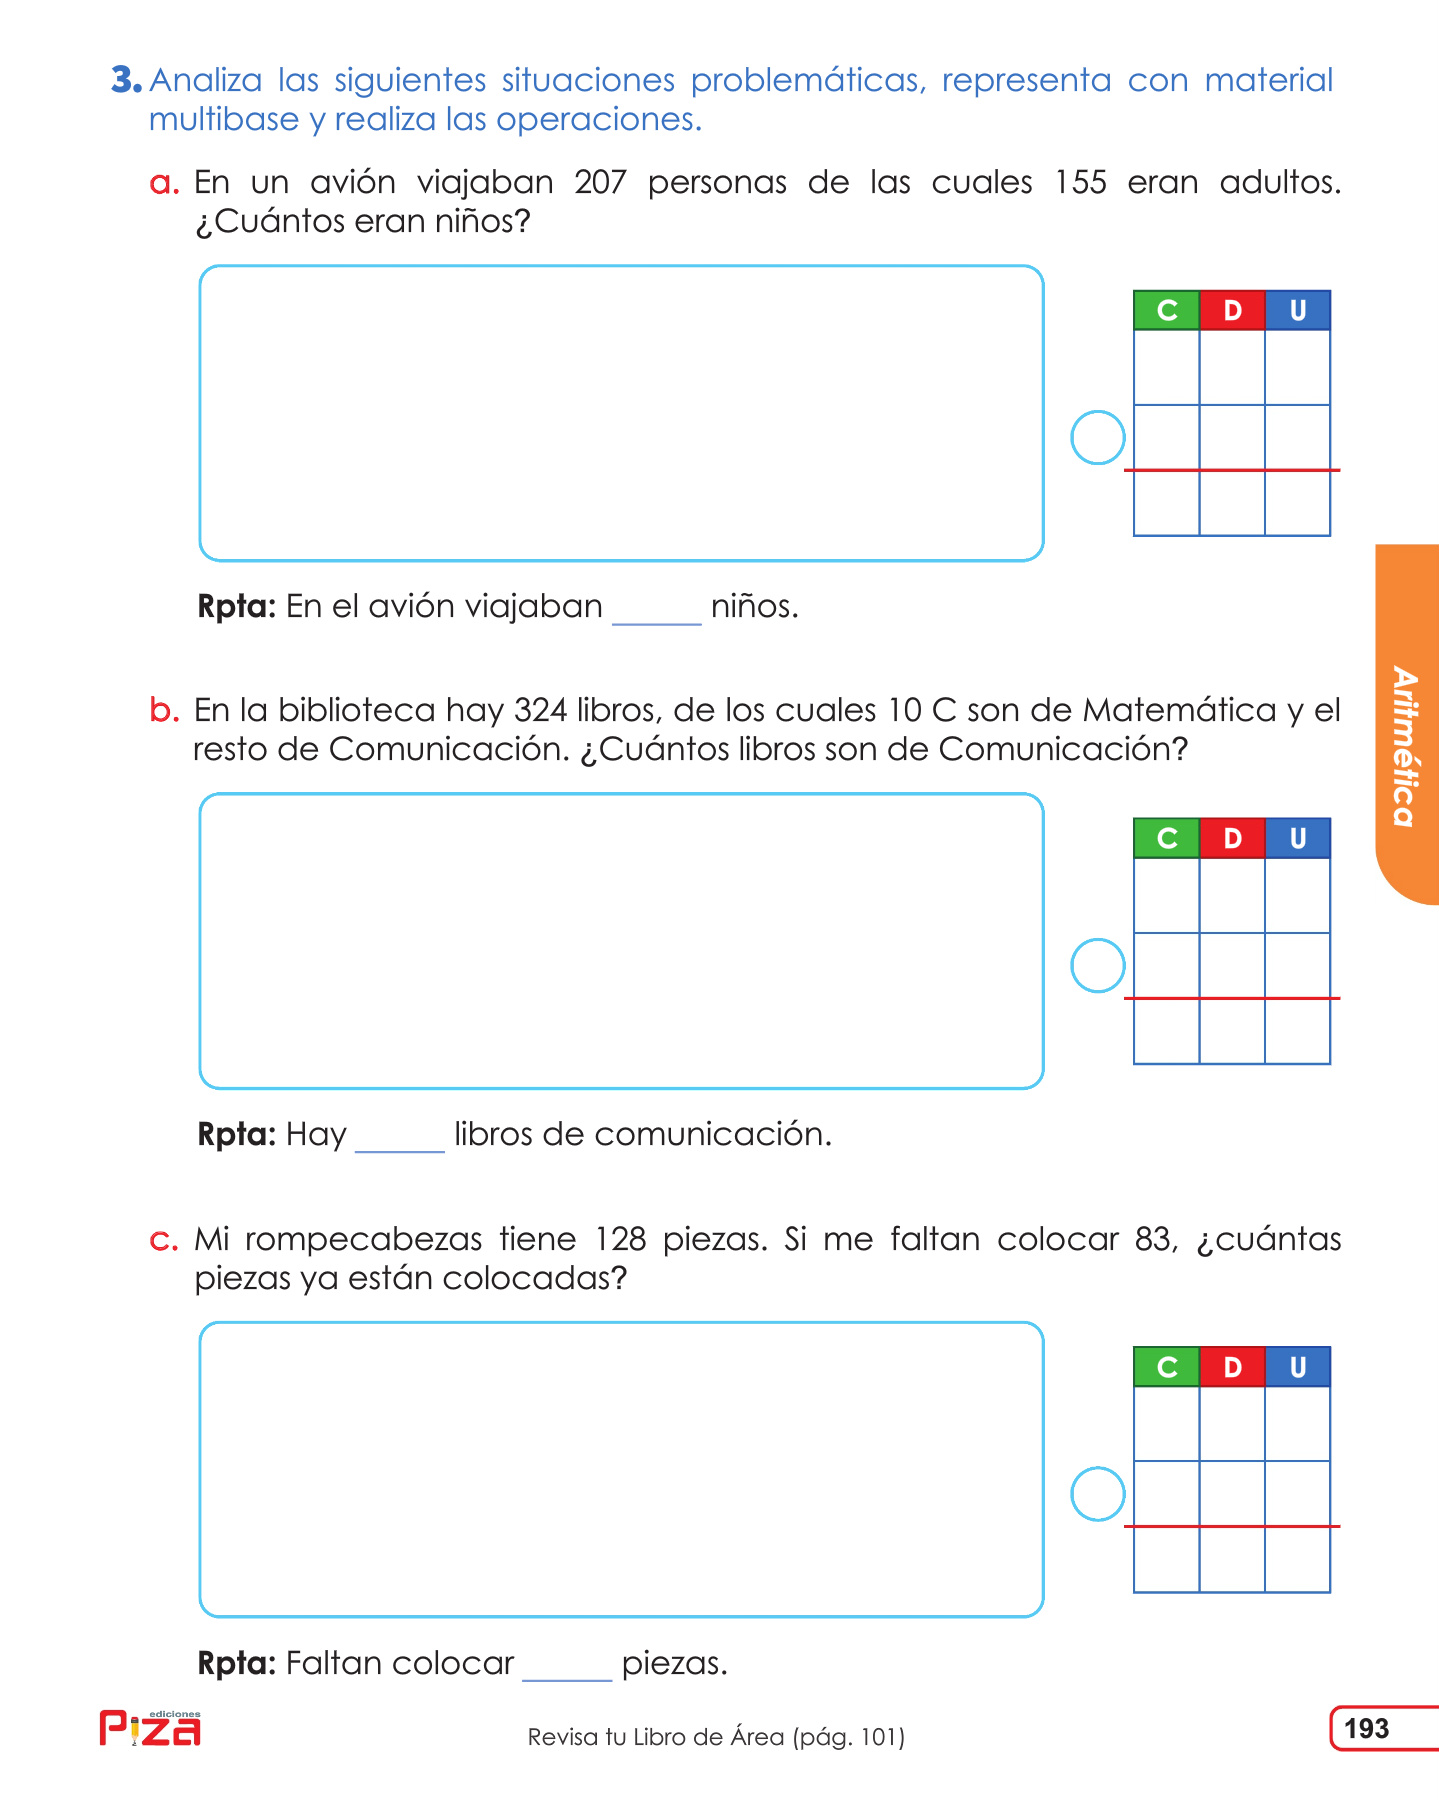 3. Analiza las siguientes situaciones problemáticas, representa con material
multibase y realiza las operaciones.
a. En un avión viajaban 207 personas de las cuales 155 eran adultos.
¿Cuántos eran niños?
C D U
Rpta: En el avión viajaban ______ niños.
Aritmética
b. En la biblioteca hay 324 libros, de los cuales 10 C son de Matemática y el
resto de Comunicación. ¿Cuántos libros son de Comunicación?
C D U
Rpta: Hay ______ libros de comunicación.
c. Mi rompecabezas tiene 128 piezas. Si me faltan colocar 83, ¿cuántas
piezas ya están colocadas?
C D U
Rpta: Faltan colocar ______ piezas.
ediciones
Piza
Revisa tu Libro de Área (pág. 101)
193